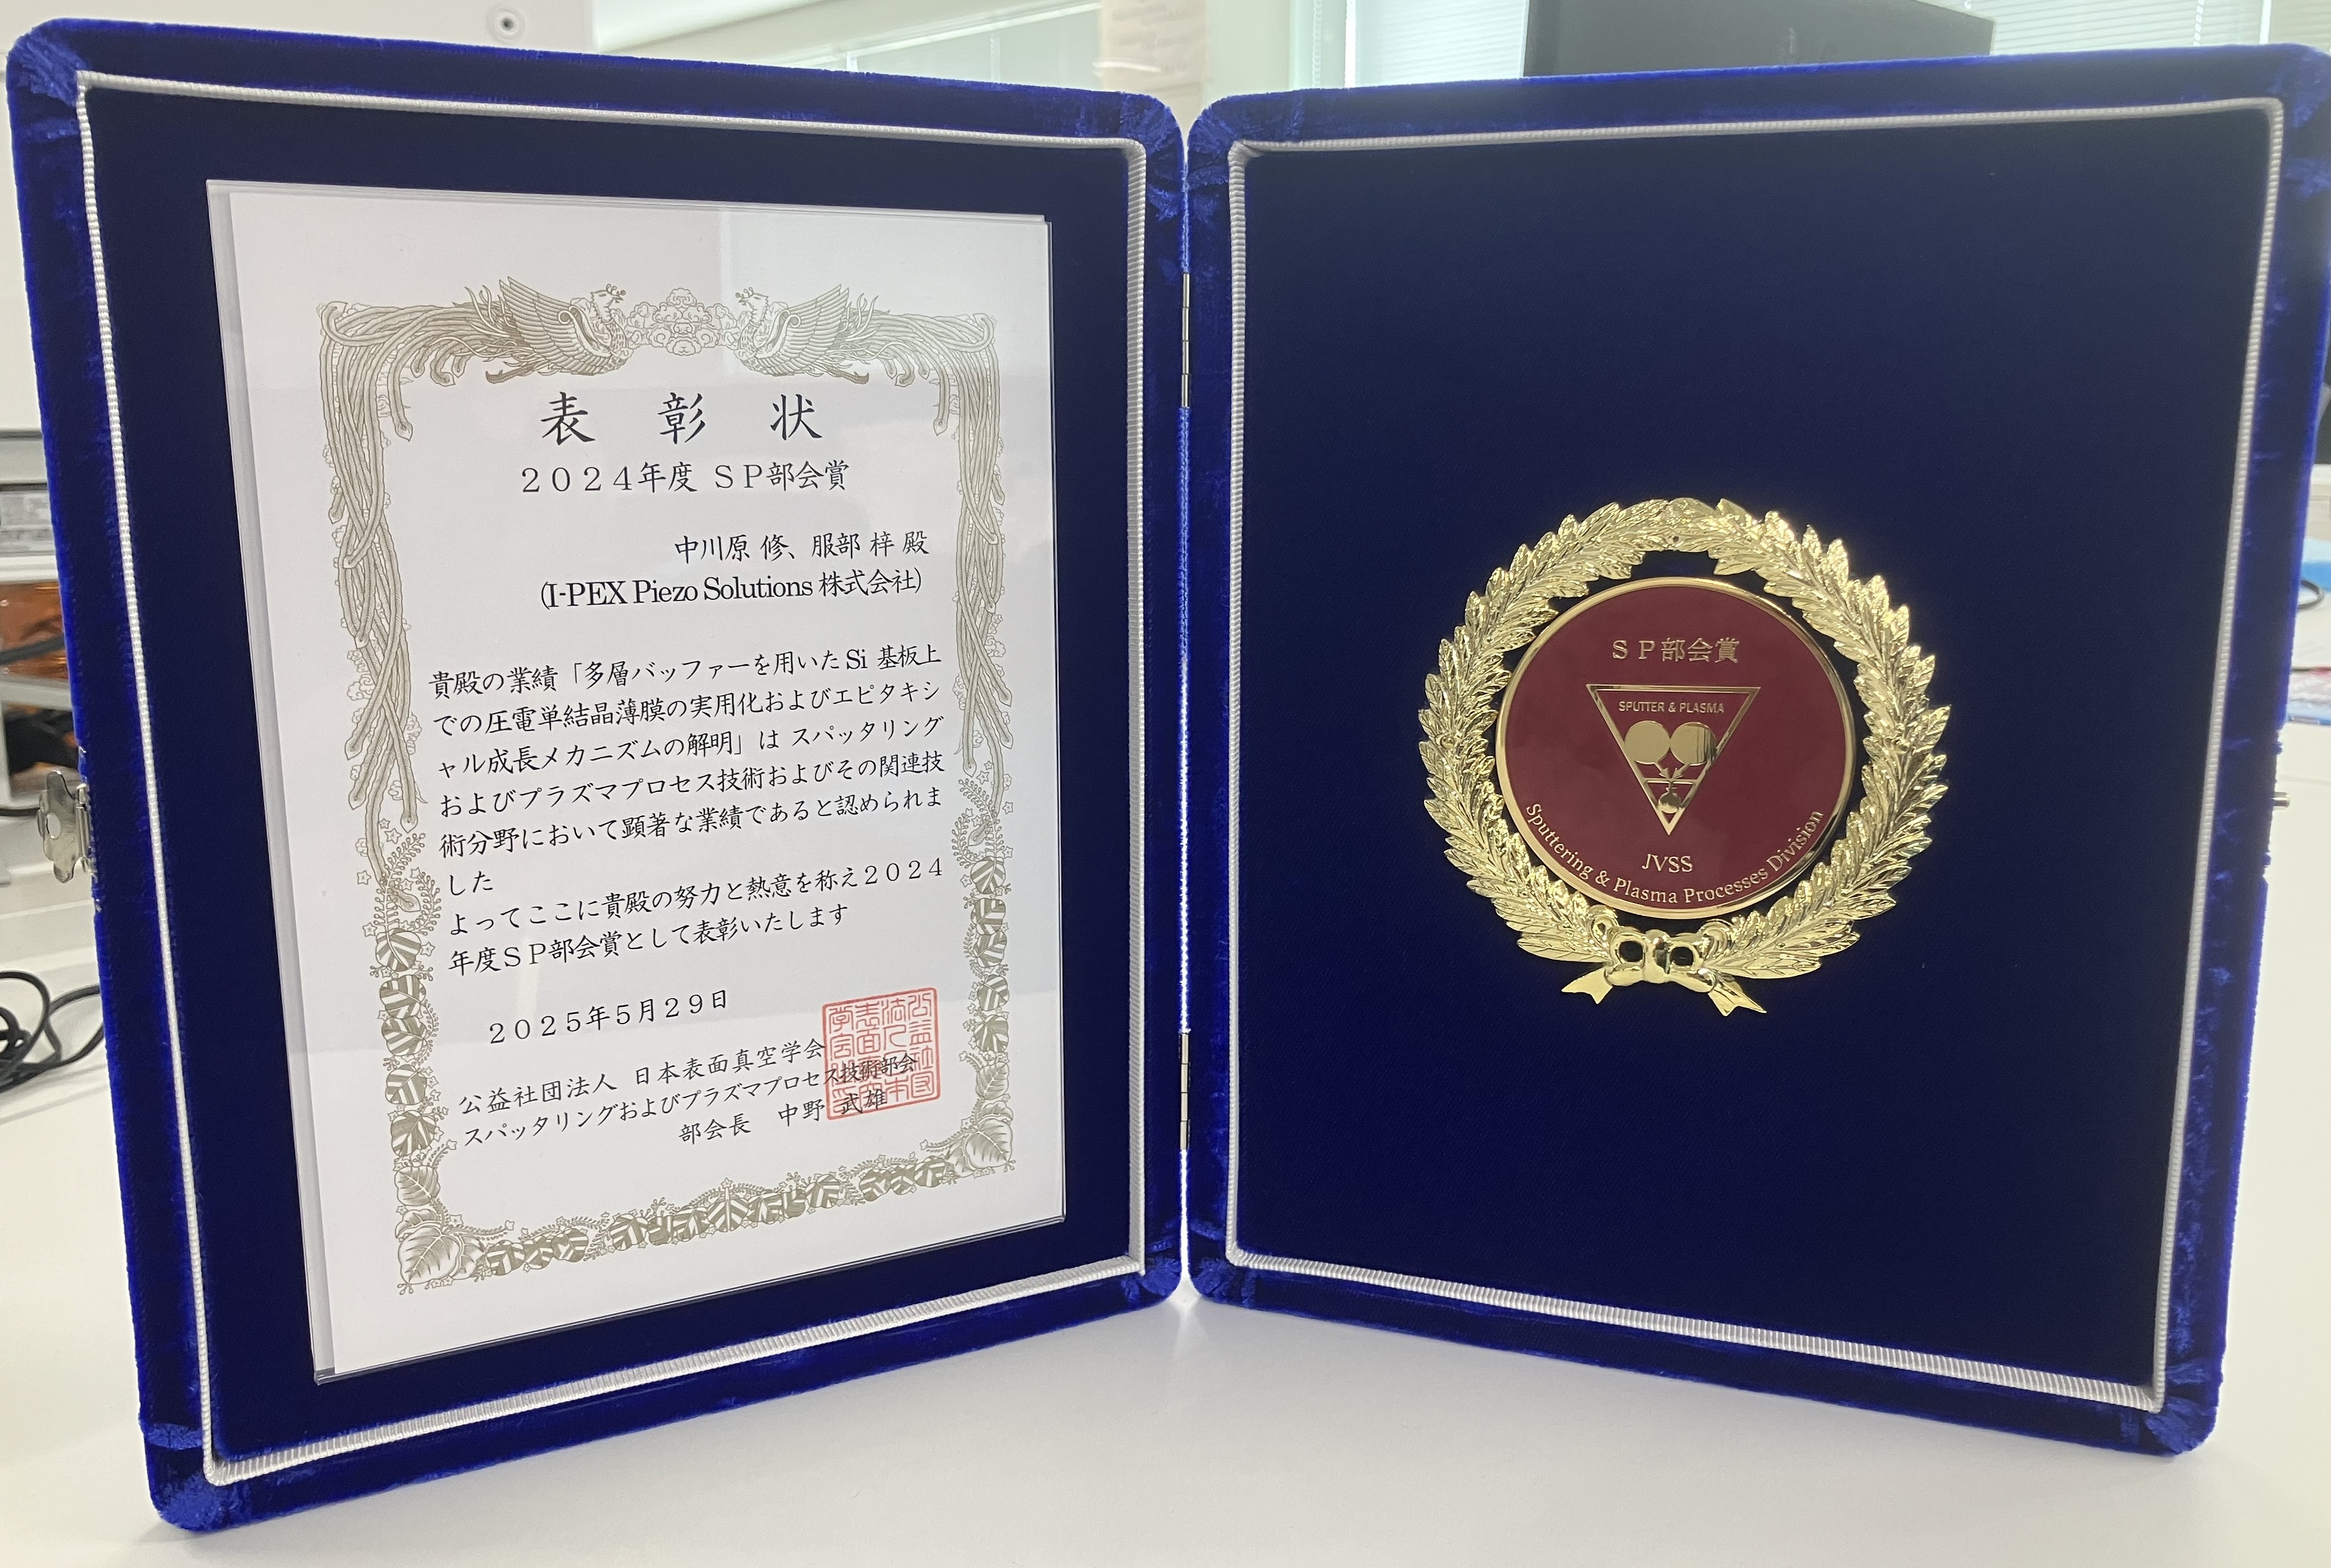 表彰状
２０２４年度 ＳＰ部会賞
中川原 修、服部 梓 殿
(I-PEX Piezo Solutions 株式会社)
貴殿の業績「多層バッファーを用いた Si 基板上
での圧電単結晶薄膜の実用化およびエピタキシ
ャル成長メカニズムの解明」は スパッタリング
およびプラズマプロセス技術およびその関連技
術分野において顕著な業績であると認められま
した
よってここに貴殿の努力と熱意を称え２０２４
年度ＳＰ部会賞として表彰いたします
２０２５年５月２９日
公益社団法人 日本表面真空学会
スパッタリングおよびプラズマプロセス技術部会
部会長 中野 武雄
ＳＰ部会賞
SPUTTER & PLASMA
JVSS
Sputtering & Plasma Processes Division